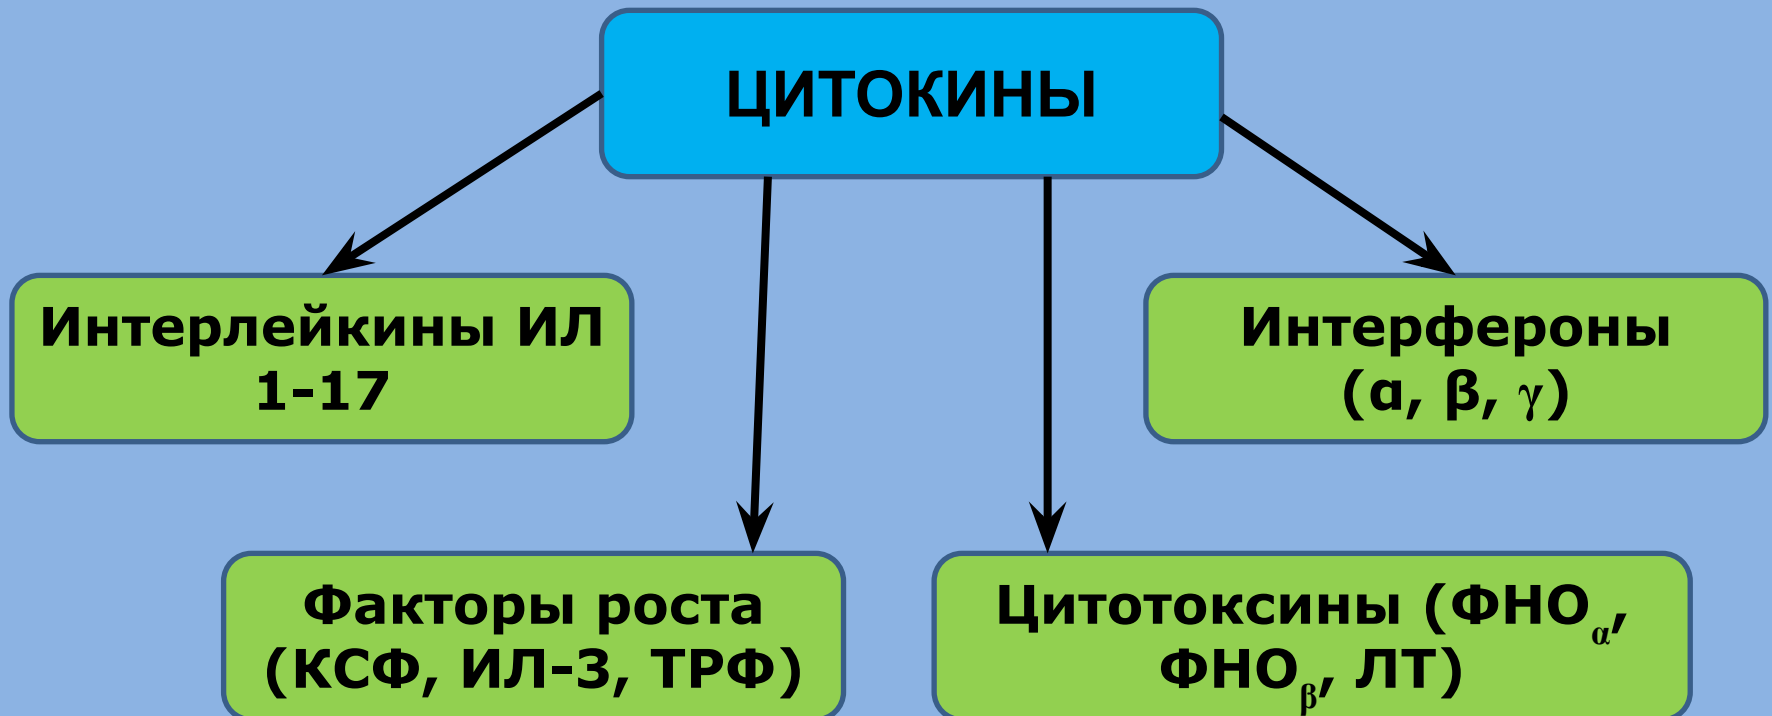 ЦИТОКИНЫ
Интерлейкины ИЛ
1-17
Интерфероны
(α, β, γ)
Факторы роста
(КСФ, ИЛ-3, ТРФ)
Цитотоксины (ФНОα,
ФНОβ, ЛТ)